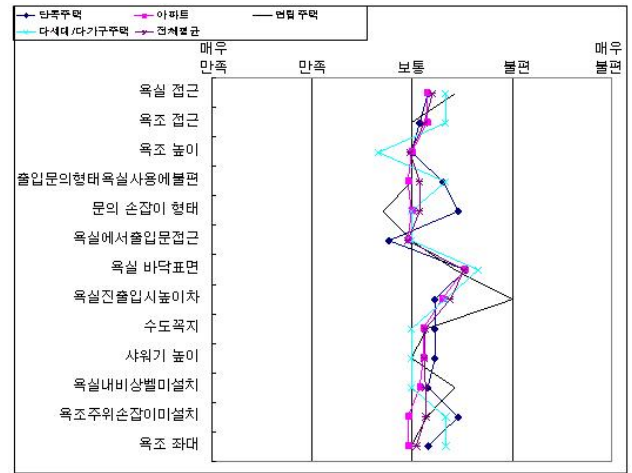 단독주택 아파트 연립 주택
다세대/다가구주택 전체평균
매우 매우
만족 만족 보통 불편 불편
욕실 접근
욕조 접근
욕조 높이
출입문의형태욕실사용에불편
문의 손잡이 형태
욕실에서출입문접근
욕실 바닥표면
욕실진출입시높이차
수도꼭지
샤워기 높이
욕실내비상벨미설치
욕조주위손잡이미설치
욕조 좌대